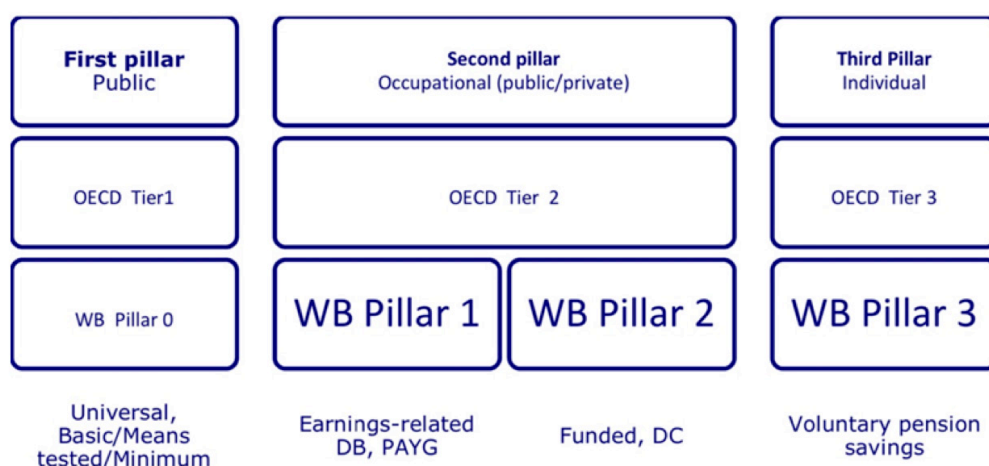 First pillar
Public
Second pillar
Occupational (public/private)
Third Pillar
Individual
OECD Tier1
OECD Tier 2
OECD Tier 3
WB Pillar 0
WB Pillar 1
WB Pillar 2
WB Pillar 3
Universal,
Basic/Means
tested/Minimum
Earnings-related
DB, PAYG
Funded, DC
Voluntary pension
savings